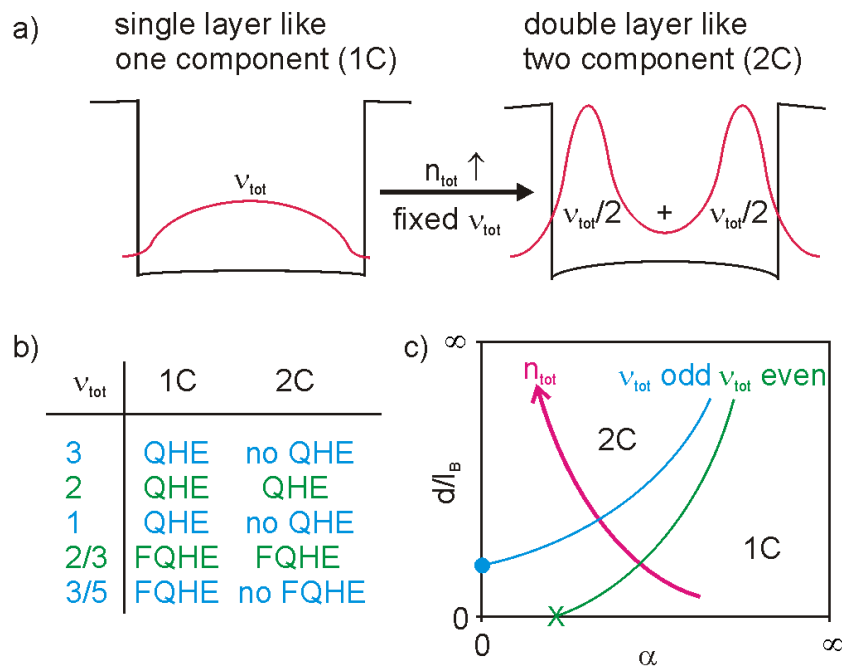 a)
single layer like
one component (1C)
double layer like
two component (2C)
ν_tot
n_tot ↑
fixed ν_tot
ν_tot/2 + ν_tot/2
b)
ν_tot 1C 2C
3 QHE no QHE
2 QHE QHE
1 QHE no QHE
2/3 FQHE FQHE
3/5 FQHE no FQHE
c)
∞
n_tot ν_tot odd ν_tot even
2C
d/l_B
1C
0
0 α ∞